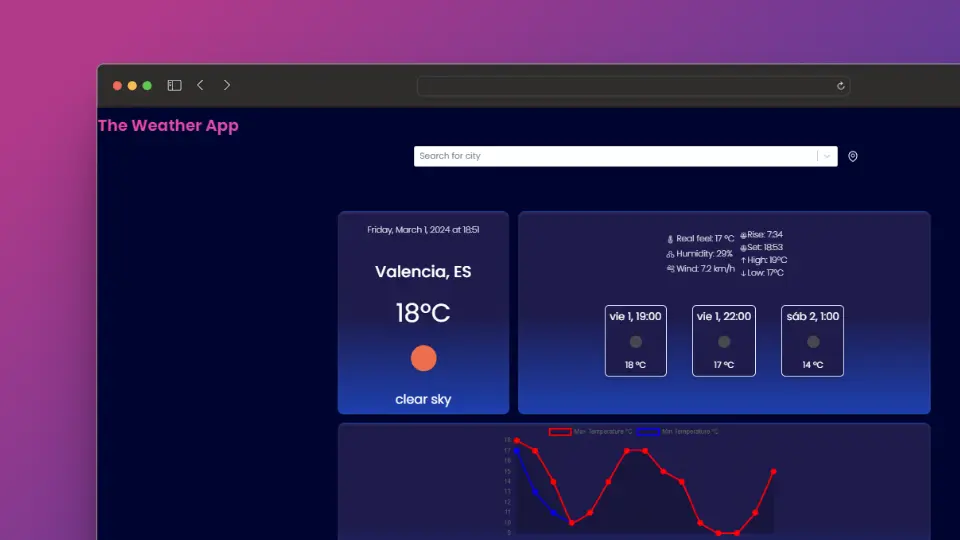 The Weather App
Search for city
Friday, March 1, 2024 at 18:51
Valencia, ES
18°C
clear sky
Real feel: 17 °C
Humidity: 29%
Wind: 7.2 km/h
Rise: 7:34
Set: 18:53
High: 19°C
Low: 17°C
vie 1, 19:00
18 °C
vie 1, 22:00
17 °C
sáb 2, 1:00
14 °C
Max Temperature °C
Min Temperature °C
18
17
16
15
14
13
12
11
10
9